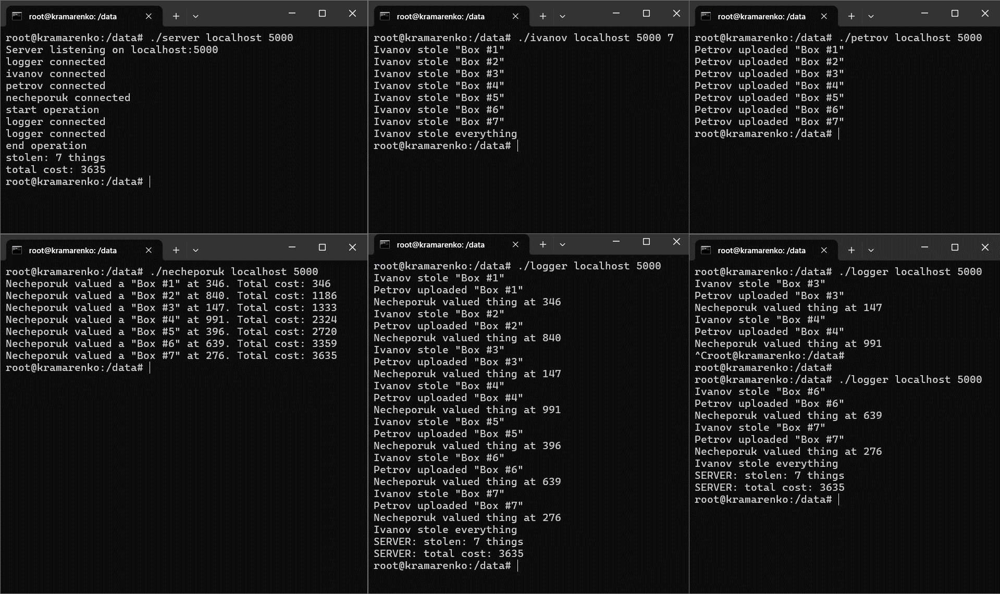 root@kramarenko: /data
root@kramarenko:/data# ./server localhost 5000
Server listening on localhost:5000
logger connected
ivanov connected
petrov connected
necheporuk connected
start operation
logger connected
logger connected
end operation
stolen: 7 things
total cost: 3635
root@kramarenko:/data#
root@kramarenko: /data
root@kramarenko:/data# ./ivanov localhost 5000 7
Ivanov stole "Box #1"
Ivanov stole "Box #2"
Ivanov stole "Box #3"
Ivanov stole "Box #4"
Ivanov stole "Box #5"
Ivanov stole "Box #6"
Ivanov stole "Box #7"
Ivanov stole everything
root@kramarenko:/data#
root@kramarenko: /data
root@kramarenko:/data# ./petrov localhost 5000
Petrov uploaded "Box #1"
Petrov uploaded "Box #2"
Petrov uploaded "Box #3"
Petrov uploaded "Box #4"
Petrov uploaded "Box #5"
Petrov uploaded "Box #6"
Petrov uploaded "Box #7"
root@kramarenko:/data#
root@kramarenko: /data
root@kramarenko:/data# ./necheporuk localhost 5000
Necheporuk valued a "Box #1" at 346. Total cost: 346
Necheporuk valued a "Box #2" at 840. Total cost: 1186
Necheporuk valued a "Box #3" at 147. Total cost: 1333
Necheporuk valued a "Box #4" at 991. Total cost: 2324
Necheporuk valued a "Box #5" at 396. Total cost: 2720
Necheporuk valued a "Box #6" at 639. Total cost: 3359
Necheporuk valued a "Box #7" at 276. Total cost: 3635
root@kramarenko:/data#
root@kramarenko: /data
root@kramarenko:/data# ./logger localhost 5000
Ivanov stole "Box #1"
Petrov uploaded "Box #1"
Necheporuk valued thing at 346
Ivanov stole "Box #2"
Petrov uploaded "Box #2"
Necheporuk valued thing at 840
Ivanov stole "Box #3"
Petrov uploaded "Box #3"
Necheporuk valued thing at 147
Ivanov stole "Box #4"
Petrov uploaded "Box #4"
Necheporuk valued thing at 991
Ivanov stole "Box #5"
Petrov uploaded "Box #5"
Necheporuk valued thing at 396
Ivanov stole "Box #6"
Petrov uploaded "Box #6"
Necheporuk valued thing at 639
Ivanov stole "Box #7"
Petrov uploaded "Box #7"
Necheporuk valued thing at 276
Ivanov stole everything
SERVER: stolen: 7 things
SERVER: total cost: 3635
root@kramarenko:/data#
root@kramarenko: /data
root@kramarenko:/data# ./logger localhost 5000
Ivanov stole "Box #3"
Petrov uploaded "Box #3"
Necheporuk valued thing at 147
Ivanov stole "Box #4"
Petrov uploaded "Box #4"
Necheporuk valued thing at 991
^Croot@kramarenko:/data#
root@kramarenko:/data#
root@kramarenko:/data# ./logger localhost 5000
Ivanov stole "Box #6"
Petrov uploaded "Box #6"
Necheporuk valued thing at 639
Ivanov stole "Box #7"
Petrov uploaded "Box #7"
Necheporuk valued thing at 276
Ivanov stole everything
SERVER: stolen: 7 things
SERVER: total cost: 3635
root@kramarenko:/data#